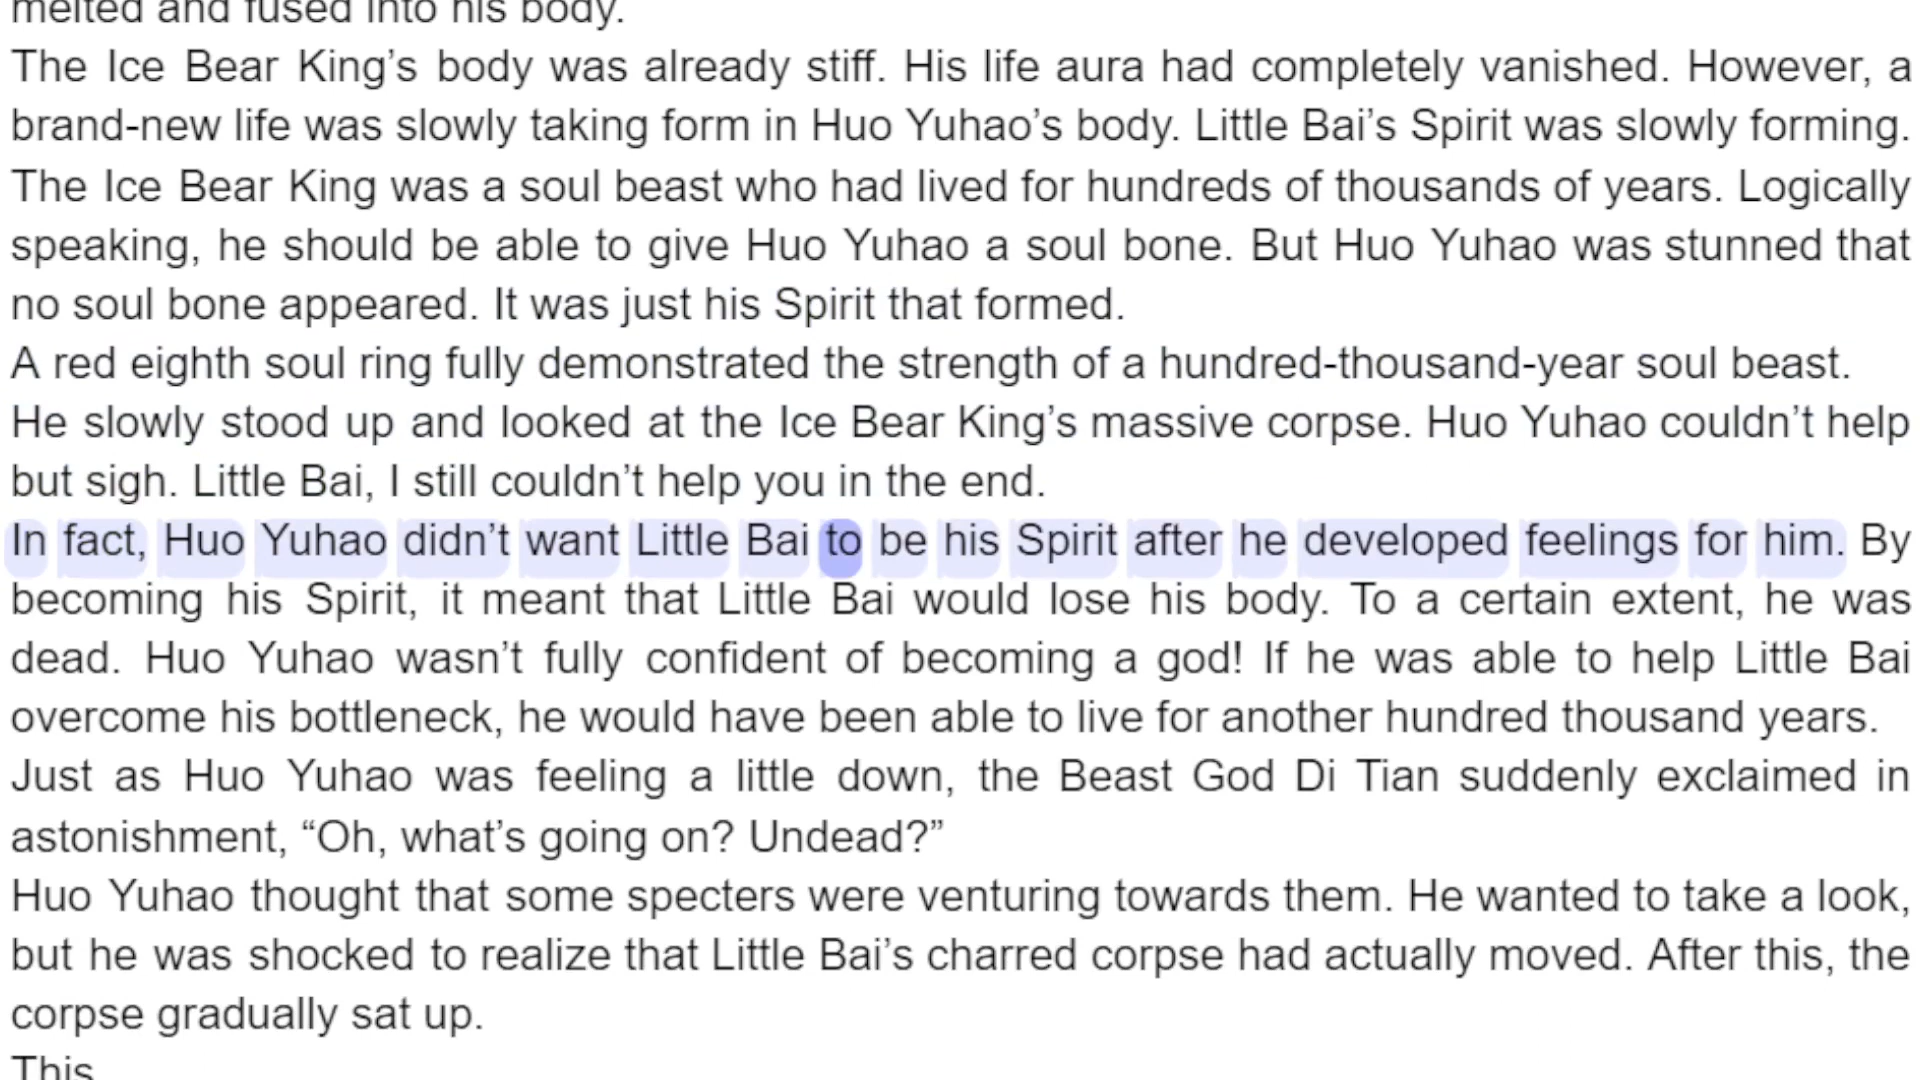 melted and fused into his body.
The Ice Bear King’s body was already stiff. His life aura had completely vanished. However, a
brand-new life was slowly taking form in Huo Yuhao’s body. Little Bai’s Spirit was slowly forming.
The Ice Bear King was a soul beast who had lived for hundreds of thousands of years. Logically
speaking, he should be able to give Huo Yuhao a soul bone. But Huo Yuhao was stunned that
no soul bone appeared. It was just his Spirit that formed.
A red eighth soul ring fully demonstrated the strength of a hundred-thousand-year soul beast.
He slowly stood up and looked at the Ice Bear King’s massive corpse. Huo Yuhao couldn’t help
but sigh. Little Bai, I still couldn’t help you in the end.
In fact, Huo Yuhao didn’t want Little Bai to be his Spirit after he developed feelings for him. By
becoming his Spirit, it meant that Little Bai would lose his body. To a certain extent, he was
dead. Huo Yuhao wasn’t fully confident of becoming a god! If he was able to help Little Bai
overcome his bottleneck, he would have been able to live for another hundred thousand years.
Just as Huo Yuhao was feeling a little down, the Beast God Di Tian suddenly exclaimed in
astonishment, “Oh, what’s going on? Undead?”
Huo Yuhao thought that some specters were venturing towards them. He wanted to take a look,
but he was shocked to realize that Little Bai’s charred corpse had actually moved. After this, the
corpse gradually sat up.
This